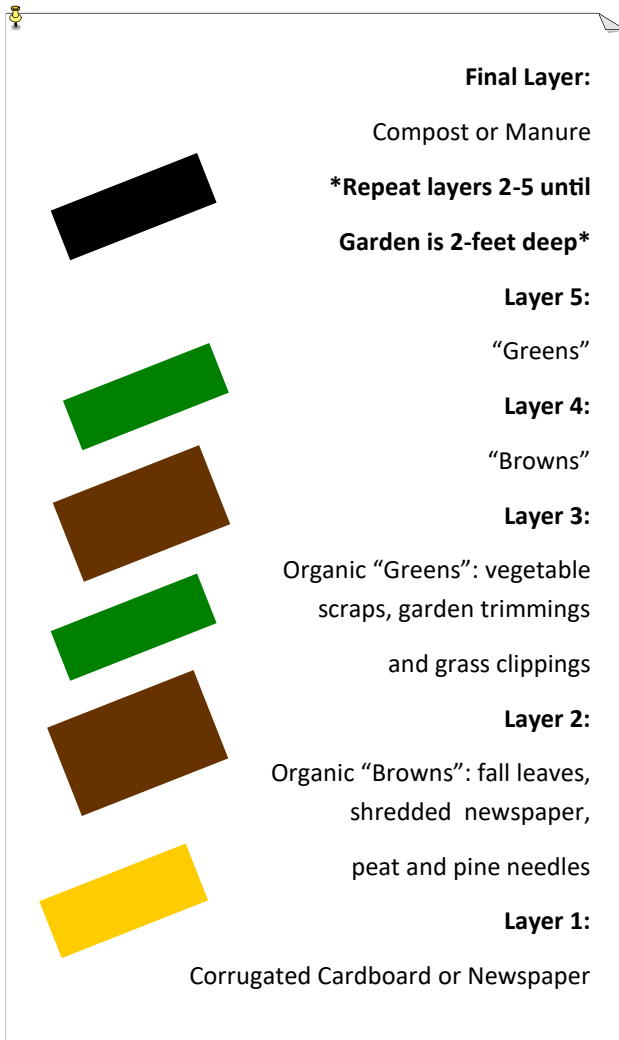 Final Layer:
Compost or Manure
*Repeat layers 2-5 until
Garden is 2-feet deep*
Layer 5:
“Greens”
Layer 4:
“Browns”
Layer 3:
Organic “Greens”: vegetable
scraps, garden trimmings
and grass clippings
Layer 2:
Organic “Browns”: fall leaves,
shredded  newspaper,
peat and pine needles
Layer 1:
Corrugated Cardboard or Newspaper